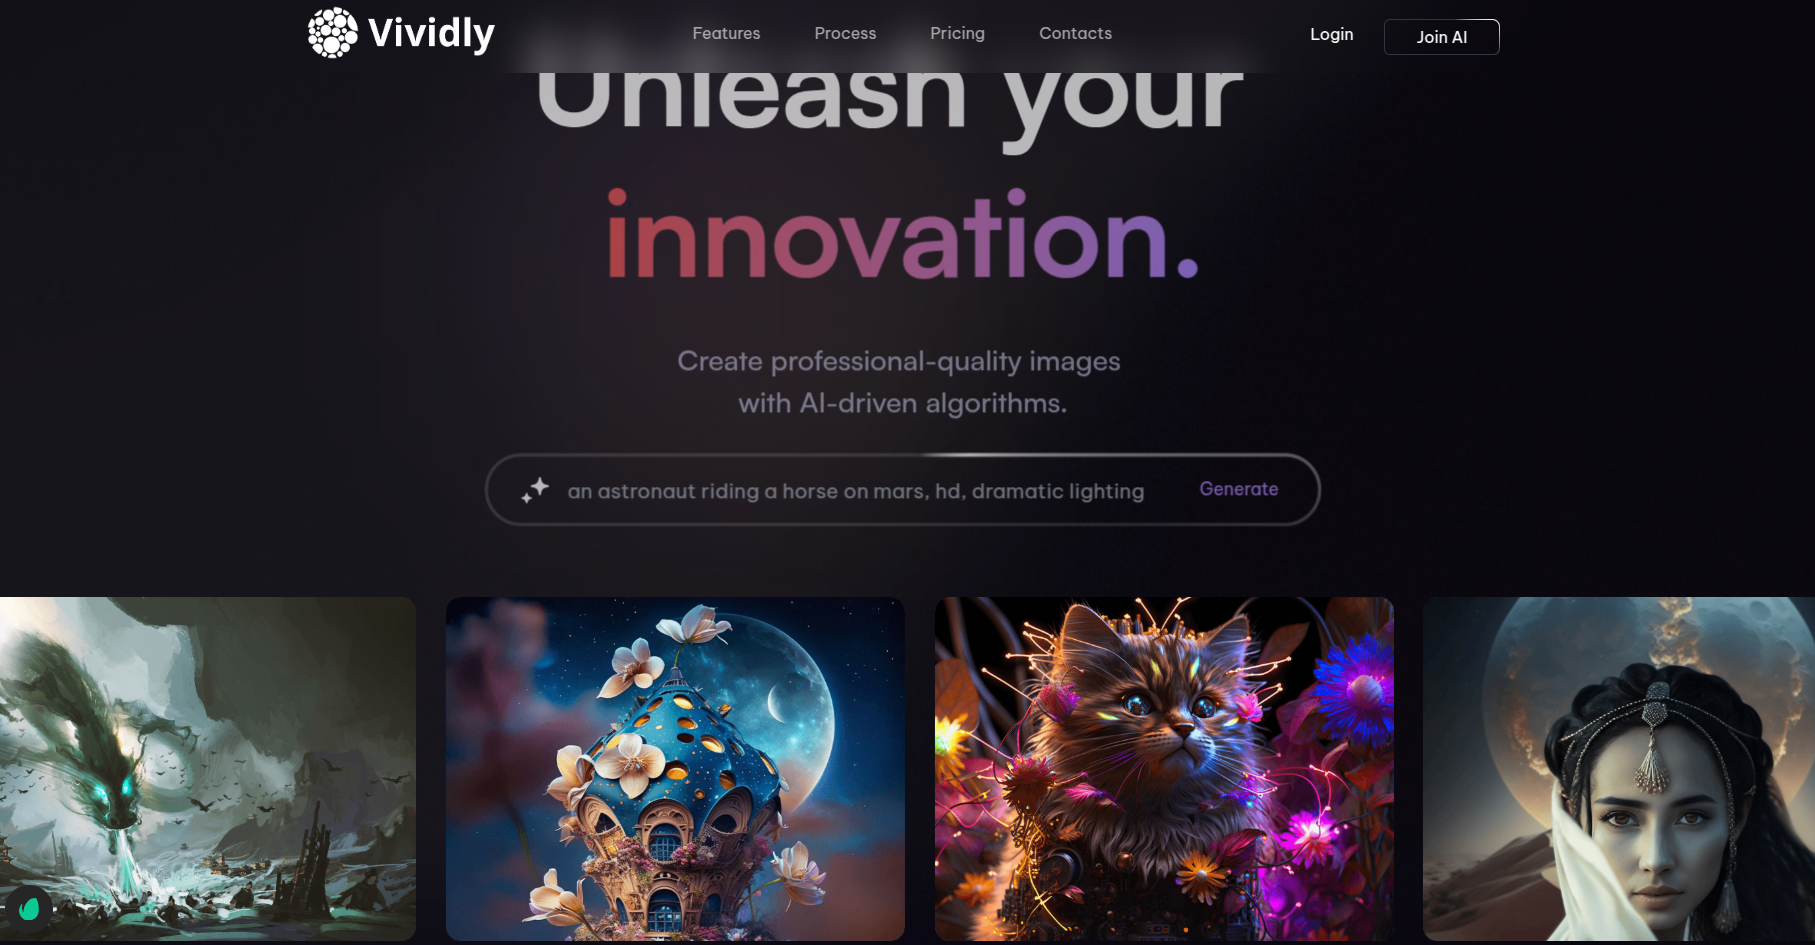 Vividly
Features
Process
Pricing
Contacts
Login
Join AI
Unleash your
innovation.
Create professional-quality images
with AI-driven algorithms.
an astronaut riding a horse on mars, hd, dramatic lighting
Generate